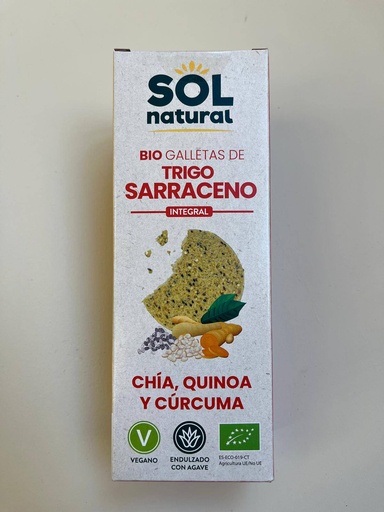 SOL
natural
BIO GALLETAS DE
TRIGO
SARRACENO
INTEGRAL
CHÍA, QUINOA
Y CÚRCUMA
V
VEGANO
ENDULZADO
CON AGAVE
ES-ECO-019-CT
Agricultura UE/No UE